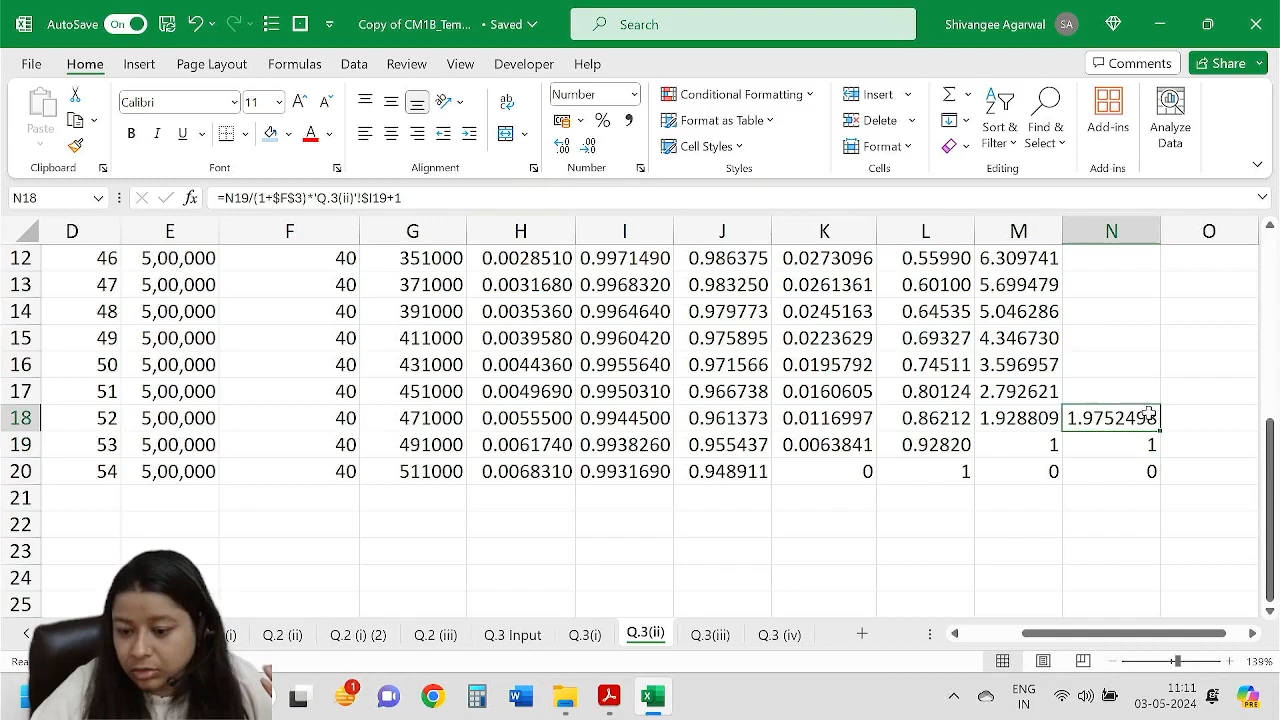 AutoSave On Copy of CM1B_Tem... • Saved Search Shivangee Agarwal SA
File Home Insert Page Layout Formulas Data Review View Developer Help Comments Share
Paste Calibri 11 Number Conditional Formatting Insert Sort & Find & Add-ins Analyze
B I U A Format as Table Delete Filter Select Data
Cell Styles Format
Clipboard Font Alignment Number Styles Cells Editing Add-ins
N18 fx =N19/(1+$F$3)*'Q.3(ii)'!$I19+1
D E F G H I J K L M N O
12 46 5,00,000 40 351000 0.0028510 0.9971490 0.986375 0.0273096 0.55990 6.309741
13 47 5,00,000 40 371000 0.0031680 0.9968320 0.983250 0.0261361 0.60100 5.699479
14 48 5,00,000 40 391000 0.0035360 0.9964640 0.979773 0.0245163 0.64535 5.046286
15 49 5,00,000 40 411000 0.0039580 0.9960420 0.975895 0.0223629 0.69327 4.346730
16 50 5,00,000 40 431000 0.0044360 0.9955640 0.971566 0.0195792 0.74511 3.596957
17 51 5,00,000 40 451000 0.0049690 0.9950310 0.966738 0.0160605 0.80124 2.792621
18 52 5,00,000 40 471000 0.0055500 0.9944500 0.961373 0.0116997 0.86212 1.928809
19 53 5,00,000 40 491000 0.0061740 0.9938260 0.955437 0.0063841 0.92820 1 1
20 54 5,00,000 40 511000 0.0068310 0.9931690 0.948911 0 1 0 0
21
22
23
24
25
(i) Q.2 (ii) Q.2 (i) (2) Q.2 (iii) Q.3 Input Q.3(i) Q.3(ii) Q.3(iii) Q.3 (iv)
139%
1 ENG 11:11
IN 03-05-2024 PRE